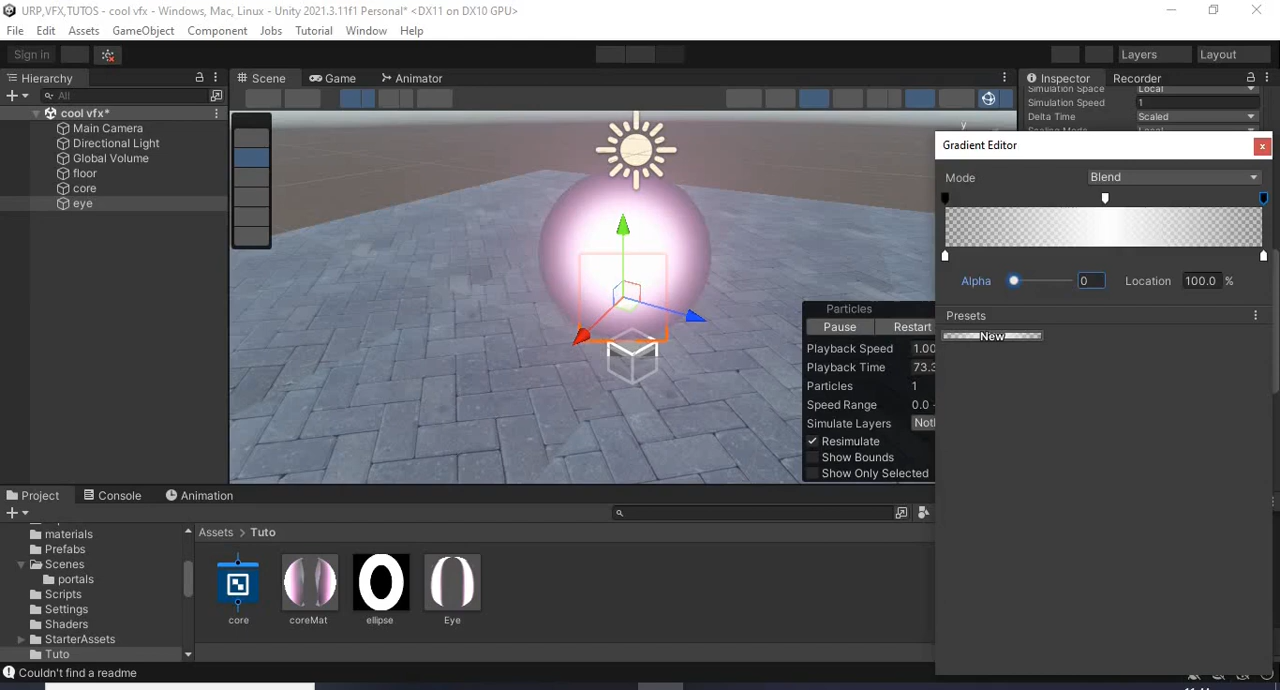 URP,VFX,TUTOS - cool vfx - Windows, Mac, Linux - Unity 2021.3.11f1 Personal* <DX11 on DX10 GPU>
File Edit Assets GameObject Component Jobs Tutorial Window Help
Sign in Layers Layout
Hierarchy Scene Game Animator Inspector Recorder
All
cool vfx*
Main Camera
Directional Light
Global Volume
floor
core
eye
y
Simulation Space Local
Simulation Speed 1
Delta Time Scaled
Scaling Mode Local
Gradient Editor
Mode Blend
Alpha 0 Location 100.0 %
Presets
New
Particles
Pause Restart
Playback Speed 1.00
Playback Time 73.3
Particles 1
Speed Range 0.0 -
Simulate Layers Not
Resimulate
Show Bounds
Show Only Selected
Project Console Animation
materials
Prefabs
Scenes
portals
Scripts
Settings
Shaders
StarterAssets
Tuto
Assets > Tuto
core coreMat ellipse Eye
Couldn't find a readme